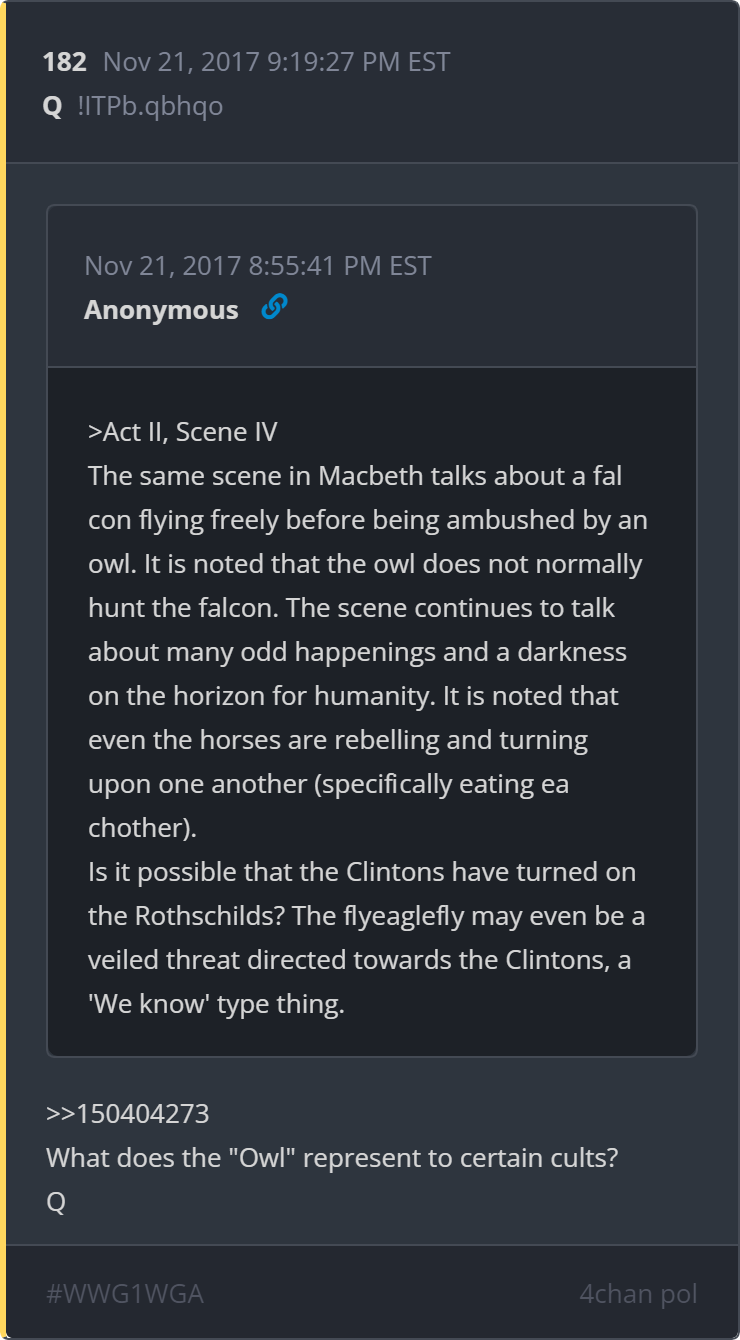 182 Nov 21, 2017 9:19:27 PM EST
Q !ITPb.qbhqo
Nov 21, 2017 8:55:41 PM EST
Anonymous
>Act II, Scene IV
The same scene in Macbeth talks about a fal
con flying freely before being ambushed by an
owl. It is noted that the owl does not normally
hunt the falcon. The scene continues to talk
about many odd happenings and a darkness
on the horizon for humanity. It is noted that
even the horses are rebelling and turning
upon one another (specifically eating ea
chother).
Is it possible that the Clintons have turned on
the Rothschilds? The flyeaglefly may even be a
veiled threat directed towards the Clintons, a
'We know' type thing.
>>150404273
What does the "Owl" represent to certain cults?
Q
#WWG1WGA 4chan pol